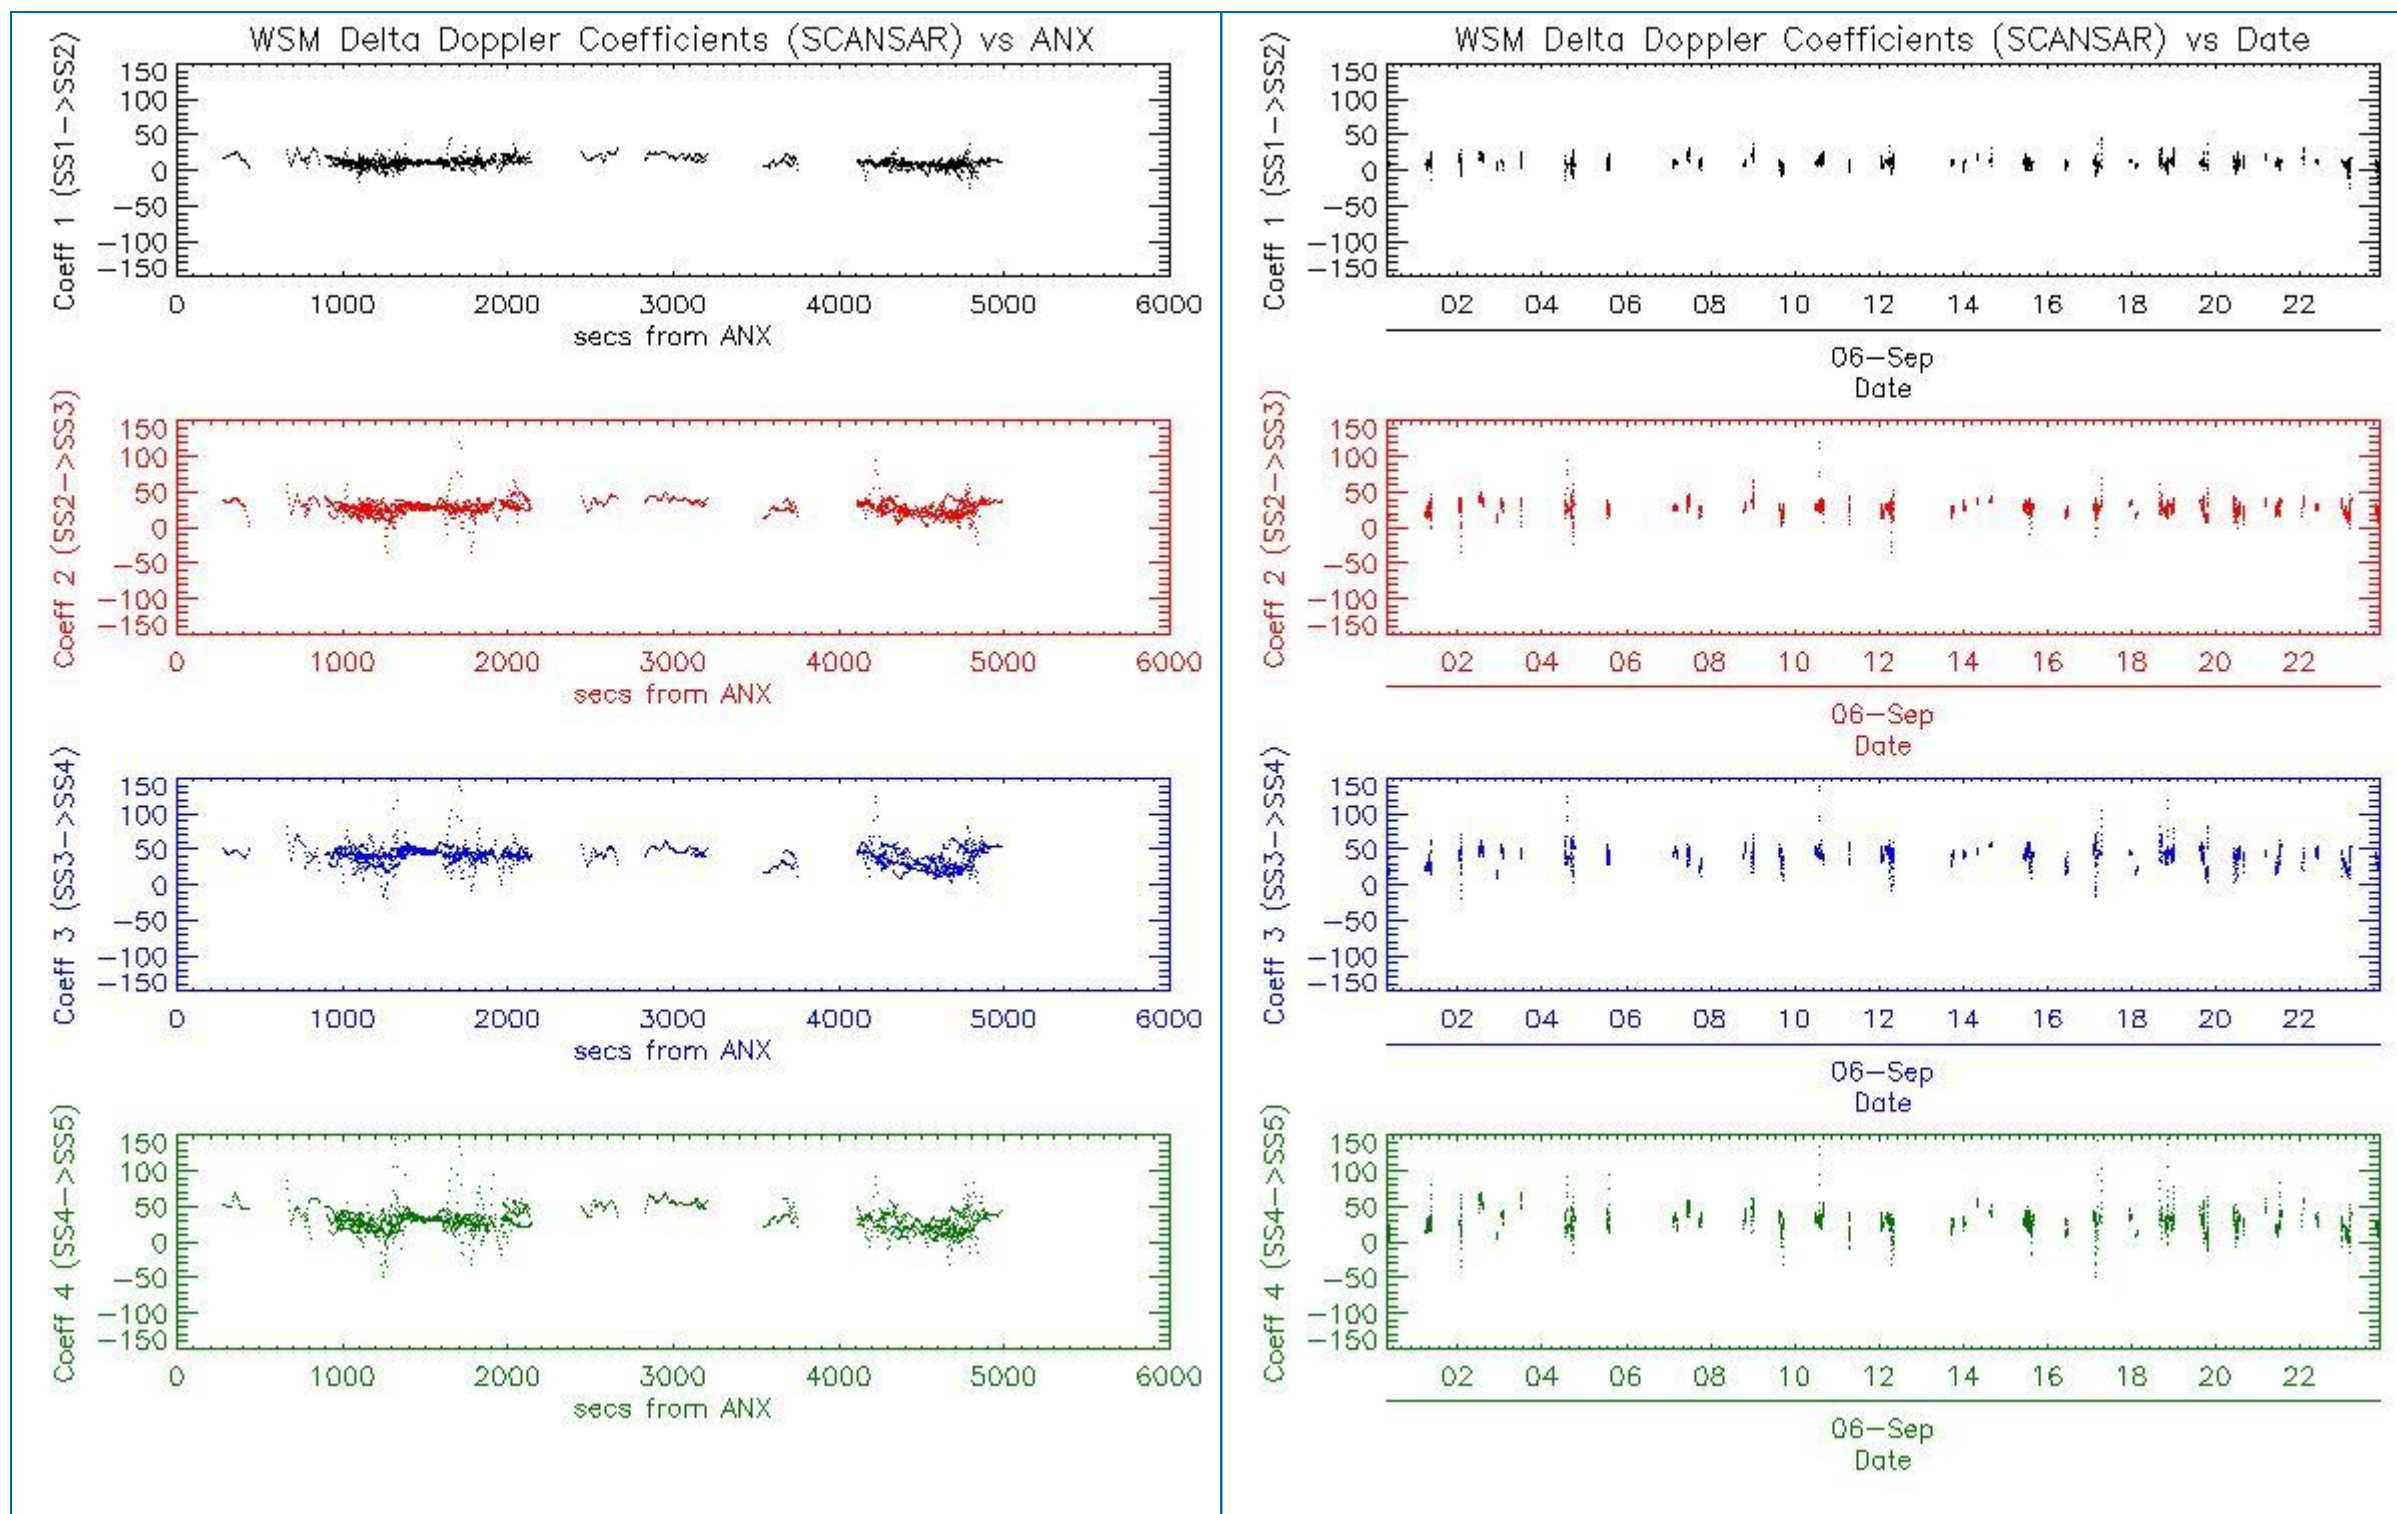 WSM Delta Doppler Coefficients (SCANSAR) vs ANX
Coeff 1 (SS1->SS2)
150
100
50
0
-50
-100
-150
0 1000 2000 3000 4000 5000 6000
secs from ANX
Coeff 2 (SS2->SS3)
150
100
50
0
-50
-100
-150
0 1000 2000 3000 4000 5000 6000
secs from ANX
Coeff 3 (SS3->SS4)
150
100
50
0
-50
-100
-150
0 1000 2000 3000 4000 5000 6000
secs from ANX
Coeff 4 (SS4->SS5)
150
100
50
0
-50
-100
-150
0 1000 2000 3000 4000 5000 6000
secs from ANX
WSM Delta Doppler Coefficients (SCANSAR) vs Date
Coeff 1 (SS1->SS2)
150
100
50
0
-50
-100
-150
02 04 06 08 10 12 14 16 18 20 22
06-Sep
Date
Coeff 2 (SS2->SS3)
150
100
50
0
-50
-100
-150
02 04 06 08 10 12 14 16 18 20 22
06-Sep
Date
Coeff 3 (SS3->SS4)
150
100
50
0
-50
-100
-150
02 04 06 08 10 12 14 16 18 20 22
06-Sep
Date
Coeff 4 (SS4->SS5)
150
100
50
0
-50
-100
-150
02 04 06 08 10 12 14 16 18 20 22
06-Sep
Date